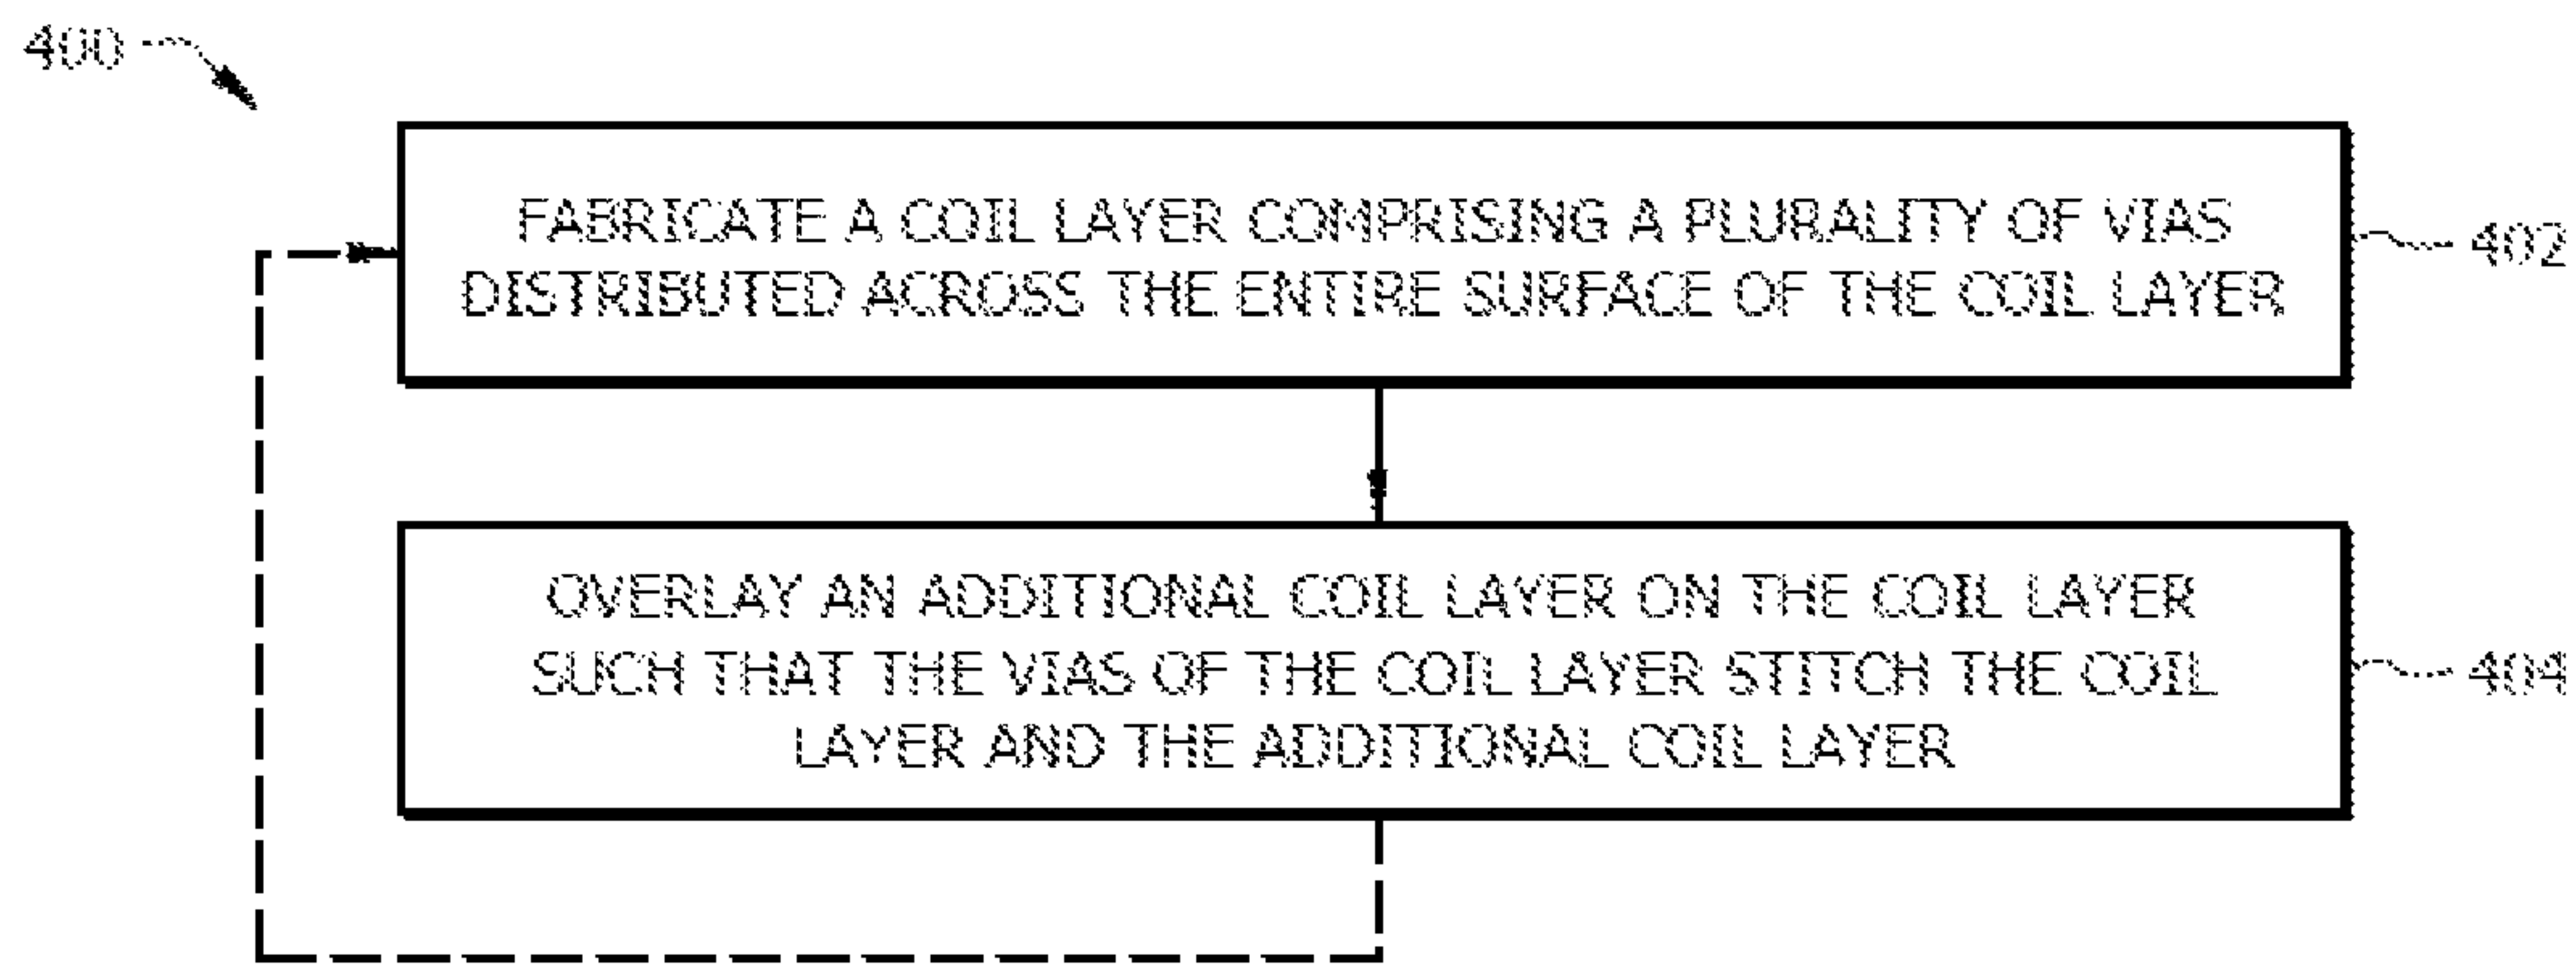 400
FABRICATE A COIL LAYER COMPRISING A PLURALITY OF VIAS
DISTRIBUTED ACROSS THE ENTIRE SURFACE OF THE COIL LAYER
402
OVERLAY AN ADDITIONAL COIL LAYER ON THE COIL LAYER
SUCH THAT THE VIAS OF THE COIL LAYER STITCH THE COIL
LAYER AND THE ADDITIONAL COIL LAYER
404